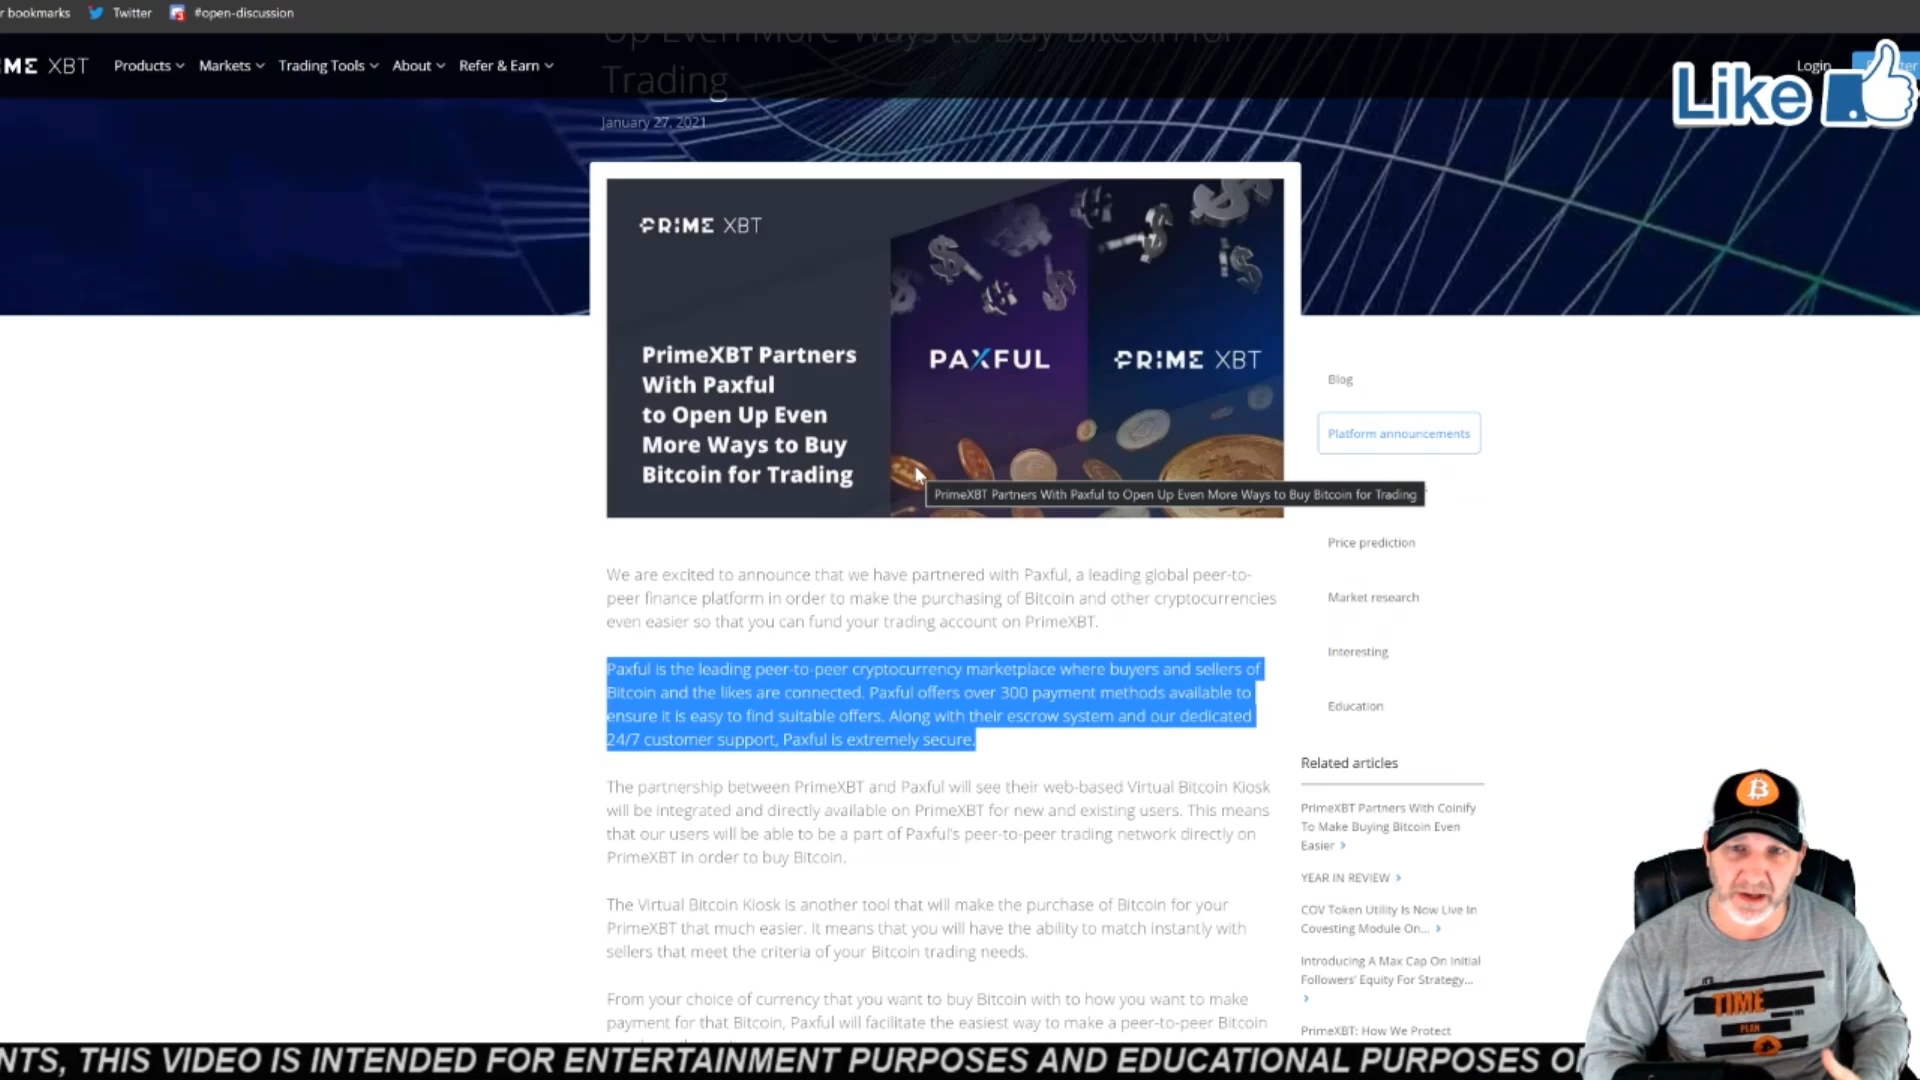 r bookmarks
Twitter
#open-discussion
Up Even More Ways to Buy Bitcoin for
Trading
ME XBT
Products
Markets
Trading Tools
About
Refer & Earn
Login
Like
January 27, 2021
PRIME XBT
PrimeXBT Partners
With Paxful
to Open Up Even
More Ways to Buy
Bitcoin for Trading
PAXFUL
PRIME XBT
PrimeXBT Partners With Paxful to Open Up Even More Ways to Buy Bitcoin for Trading
We are excited to announce that we have partnered with Paxful, a leading global peer-to-
peer finance platform in order to make the purchasing of Bitcoin and other cryptocurrencies
even easier so that you can fund your trading account on PrimeXBT.
Paxful is the leading peer-to-peer cryptocurrency marketplace where buyers and sellers of
Bitcoin and the likes are connected. Paxful offers over 300 payment methods available to
ensure it is easy to find suitable offers. Along with their escrow system and our dedicated
24/7 customer support, Paxful is extremely secure.
The partnership between PrimeXBT and Paxful will see their web-based Virtual Bitcoin Kiosk
will be integrated and directly available on PrimeXBT for new and existing users. This means
that our users will be able to be a part of Paxful's peer-to-peer trading network directly on
PrimeXBT in order to buy Bitcoin.
The Virtual Bitcoin Kiosk is another tool that will make the purchase of Bitcoin for your
PrimeXBT that much easier. It means that you will have the ability to match instantly with
sellers that meet the criteria of your Bitcoin trading needs.
From your choice of currency that you want to buy Bitcoin with to how you want to make
payment for that Bitcoin, Paxful will facilitate the easiest way to make a peer-to-peer Bitcoin
Blog
Platform announcements
Price prediction
Market research
Interesting
Education
Related articles
PrimeXBT Partners With Coinify
To Make Buying Bitcoin Even
Easier
YEAR IN REVIEW
COV Token Utility Is Now Live In
Covesting Module On...
Introducing A Max Cap On Initial
Followers' Equity For Strategy...
PrimeXBT: How We Protect
TIME
PLAN
NTS, THIS VIDEO IS INTENDED FOR ENTERTAINMENT PURPOSES AND EDUCATIONAL PURPOSES O